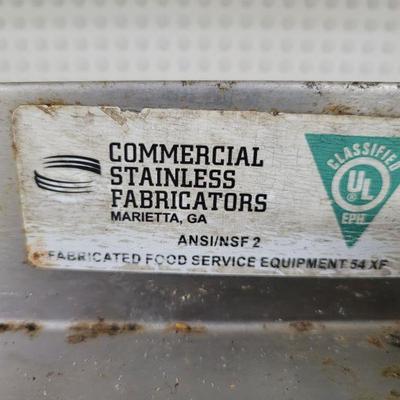 COMMERCIAL
STAINLESS
FABRICATORS
MARIETTA, GA
ANSI/NSF 2
FABRICATED FOOD SERVICE EQUIPMENT 54 XF
CLASSIFIED
UL
®
EPH